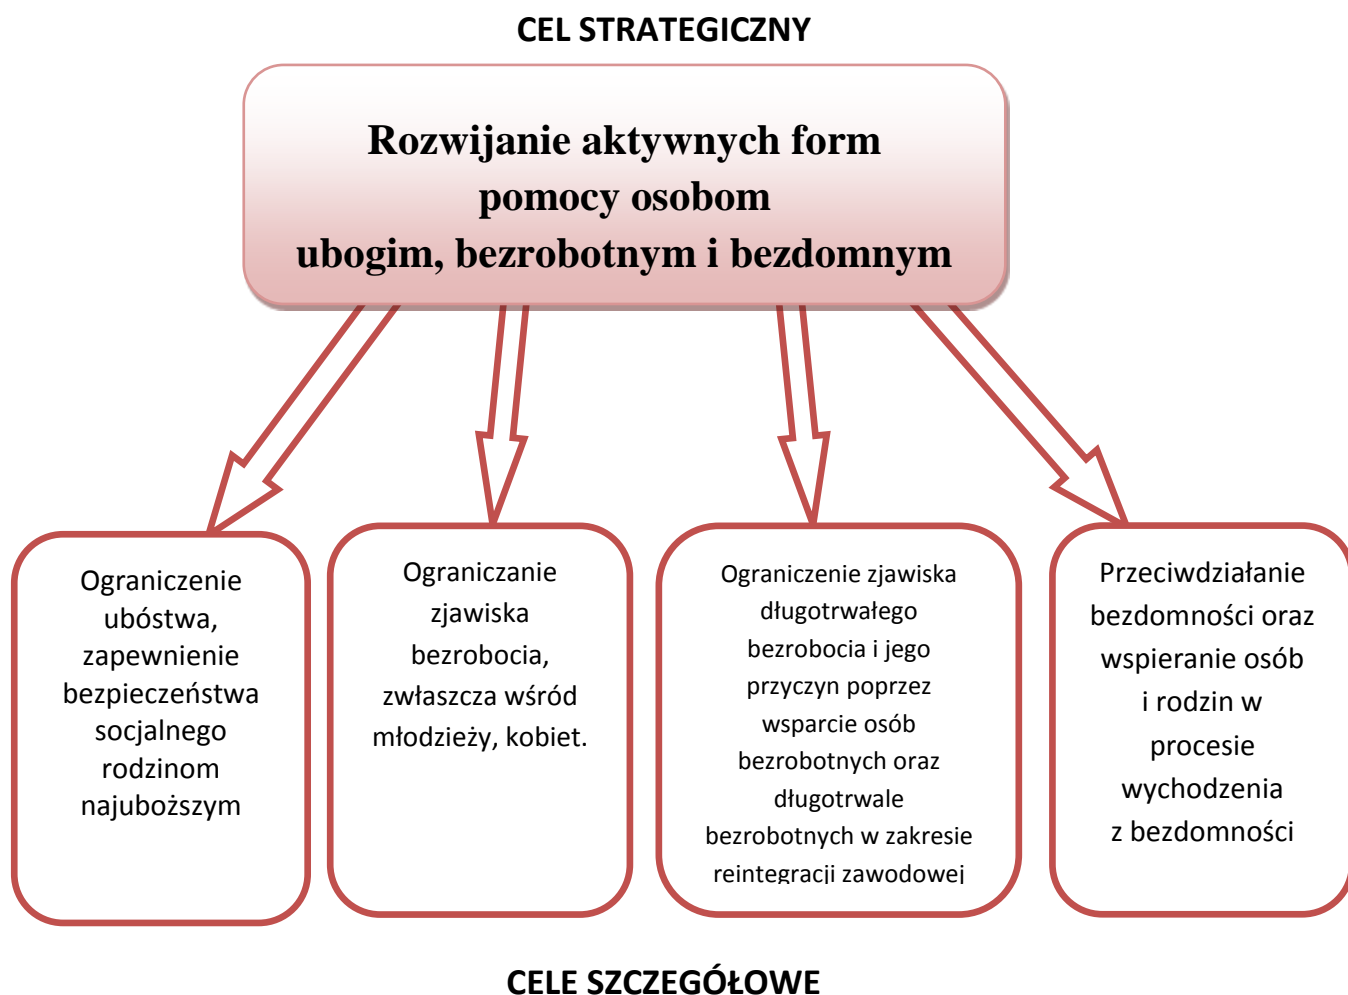 CEL STRATEGICZNY
Rozwijanie aktywnych form
pomocy osobom
ubogim, bezrobotnym i bezdomnym
Ograniczenie
ubóstwa,
zapewnienie
bezpieczeństwa
socjalnego
rodzinom
najuboższym
Ograniczanie
zjawiska
bezrobocia,
zwłaszcza wśród
młodzieży, kobiet.
Ograniczenie zjawiska
długotrwałego
bezrobocia i jego
przyczyn poprzez
wsparcie osób
bezrobotnych oraz
długotrwale
bezrobotnych w zakresie
reintegracji zawodowej
Przeciwdziałanie
bezdomności oraz
wspieranie osób
i rodzin w
procesie
wychodzenia
z bezdomności
CELE SZCZEGÓŁOWE